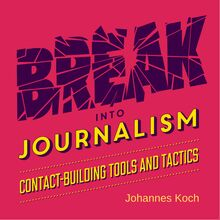 BREAK
INTO
JOURNALISM
CONTACT-BUILDING TOOLS AND TACTICS
Johannes Koch